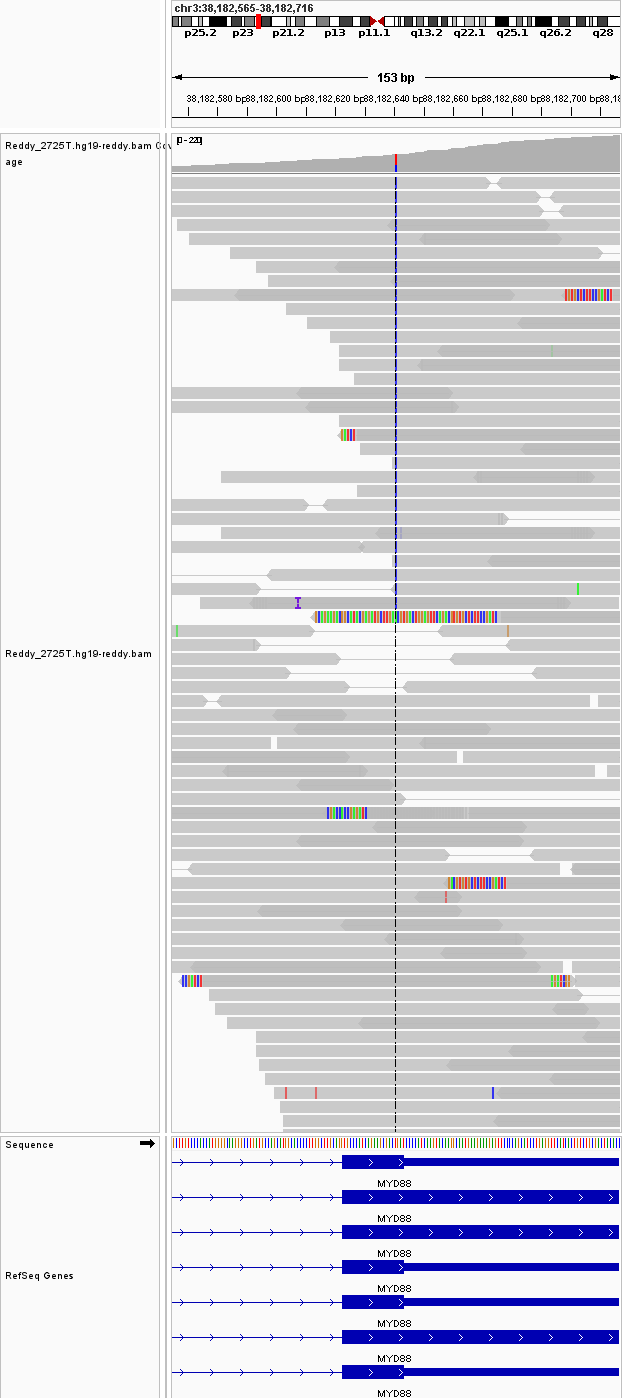 chr3:38,182,565-38,182,716
p25.2 p23 p21.2 p13 p11.1 q13.2 q22.1 q25.1 q26.2 q28
153 bp
38,182,580 bp 38,182,600 bp 38,182,620 bp 38,182,640 bp 38,182,660 bp 38,182,680 bp 38,182,700 bp
Reddy_2725T.hg19-reddy.bam Cov
age
[0 - 220]
Reddy_2725T.hg19-reddy.bam
Sequence
MYD88
MYD88
MYD88
RefSeq Genes
MYD88
MYD88
MYD88
MYD88